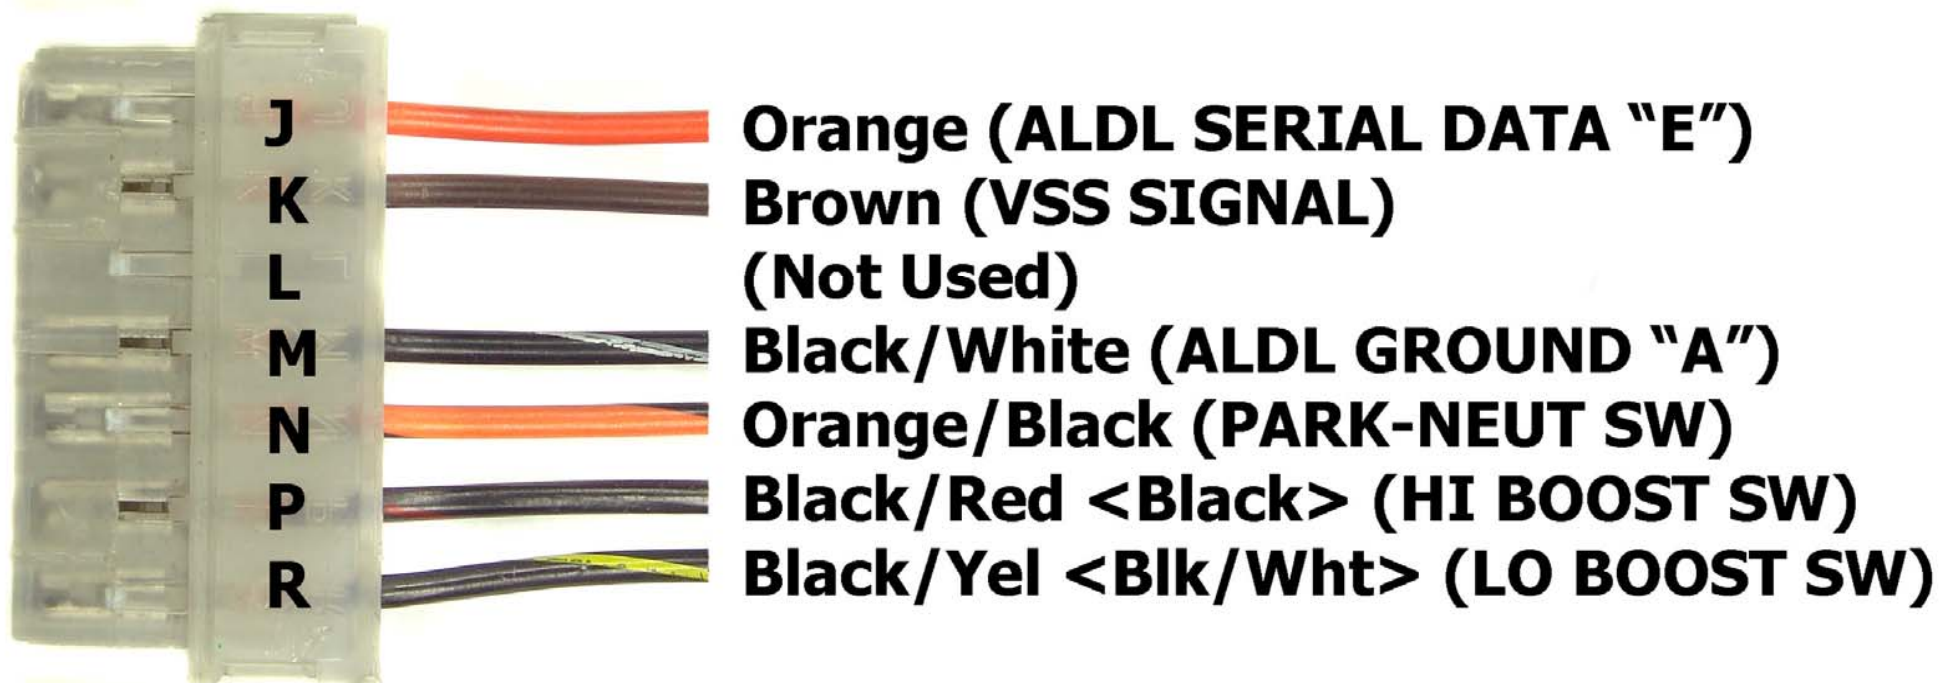 J Orange (ALDL SERIAL DATA “E”)
K Brown (VSS SIGNAL)
L (Not Used)
M Black/White (ALDL GROUND “A”)
N Orange/Black (PARK-NEUT SW)
P Black/Red <Black> (HI BOOST SW)
R Black/Yel <Blk/Wht> (LO BOOST SW)